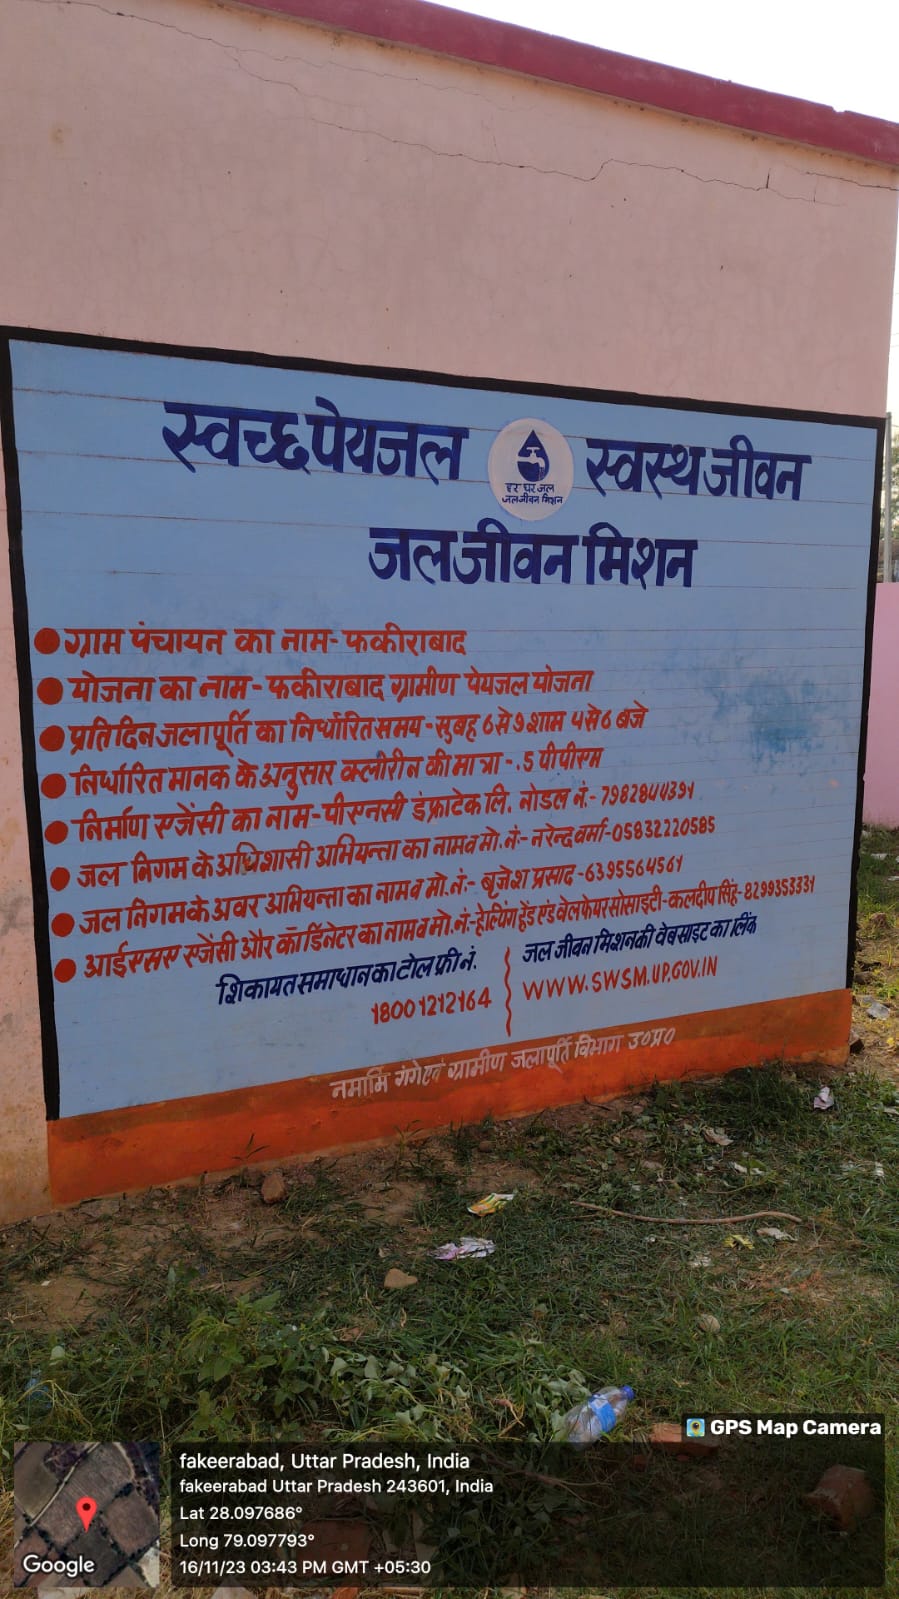 स्वच्छ पेयजल
हर घर जल
जल जीवन मिशन
स्वस्थ जीवन
जल जीवन मिशन
ग्राम पंचायन का नाम- फकीराबाद
योजना का नाम- फकीराबाद ग्रामीण पेयजल योजना
प्रतिदिन जलापूर्ति का निर्धारित समय- सुबह 6 से 9 शाम 4 से 6 बजे
निर्धारित मानक के अनुसार क्लोरीन की मात्रा - .5 पीपीएम
निर्माण एजेंसी का नाम- पीएनसी इंफ्राटेक लि. नोडल नं.- 7982844391
जल निगम के अधिशासी अभियन्ता का नाम व मो. नं:- नरेन्द्र वर्मा-05832220585
जल निगम के अवर अभियन्ता का नाम व मो. नं.:- बृजेश प्रसाद -6395564561
आईएसए एजेंसी और कॉर्डिनेटर का नाम व मो. नं.- हेल्पिंग हैंड एंड वेलफेयर सोसाइटी- कलदीप सिंह-8299353331
शिकायत समाधान का टोल फ्री नं.
18001212164
जल जीवन मिशन की वेबसाइट का लिंक
WWW.SWSM.UP.GOV.IN
नमामि गंगे एवं ग्रामीण जलापूर्ति विभाग उ०प्र०
GPS Map Camera
fakeerabad, Uttar Pradesh, India
fakeerabad Uttar Pradesh 243601, India
Lat 28.097686°
Long 79.097793°
16/11/23 03:43 PM GMT +05:30
Google